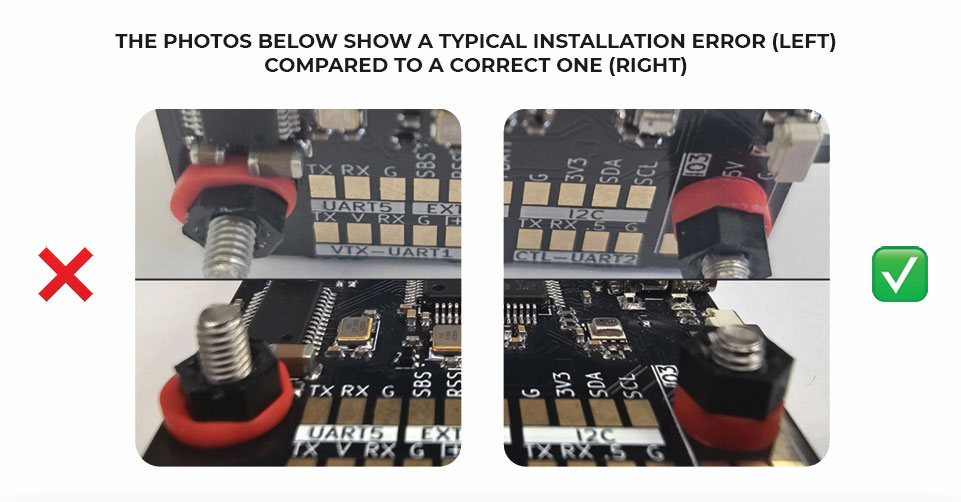 THE PHOTOS BELOW SHOW A TYPICAL INSTALLATION ERROR (LEFT)
COMPARED TO A CORRECT ONE (RIGHT)
TX RX G SBS
UART5 EXT
TX V RX G
VTX-UART1
G 3V3 SDA SCL IO3 5V G
I2C
TX RX .5 G
CTL-UART2
TX RX G SBS RSSI
UART5 EXT
TX V RX G
G 3V3 SDA SCL IO3
I2C
TX RX .5 G